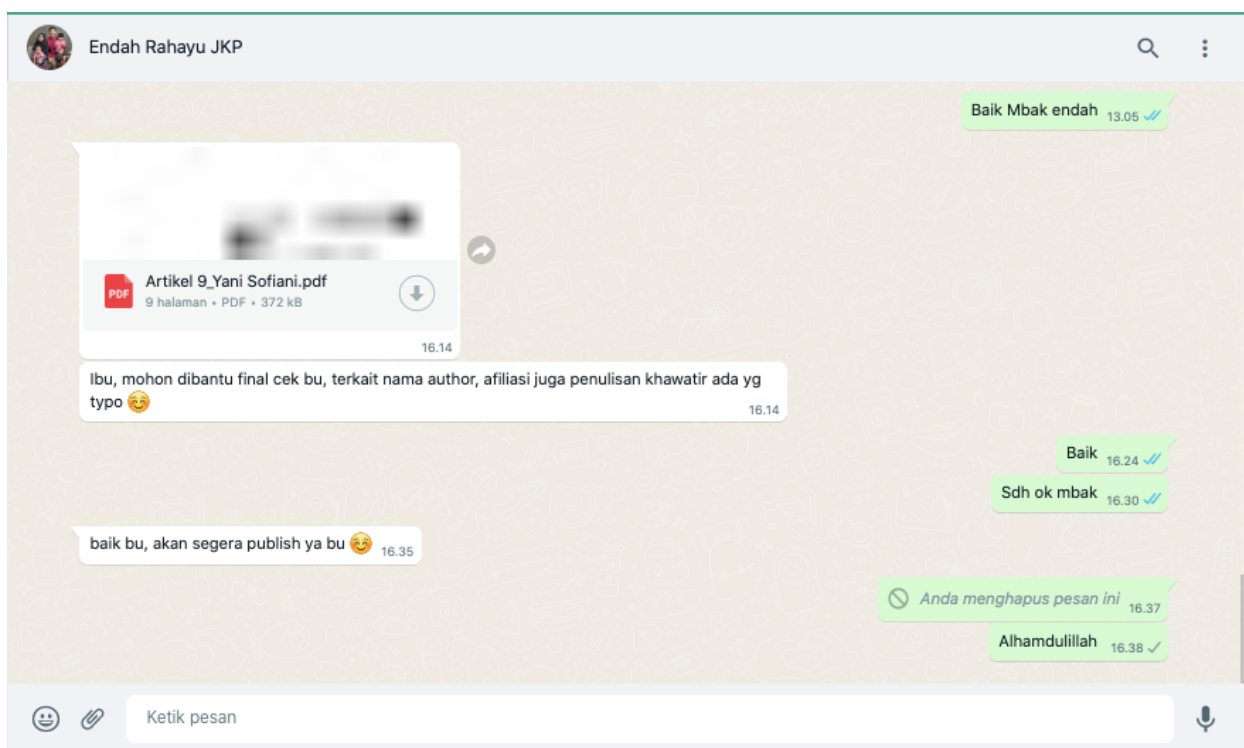 Endah Rahayu JKP
Baik Mbak endah 13.05
PDF
Artikel 9_Yani Sofiani.pdf
9 halaman • PDF • 372 kB
16.14
Ibu, mohon dibantu final cek bu, terkait nama author, afiliasi juga penulisan khawatir ada yg
typo 😊 16.14
Baik 16.24
Sdh ok mbak 16.30
baik bu, akan segera publish ya bu 😊 16.35
Anda menghapus pesan ini 16.37
Alhamdulillah 16.38
Ketik pesan